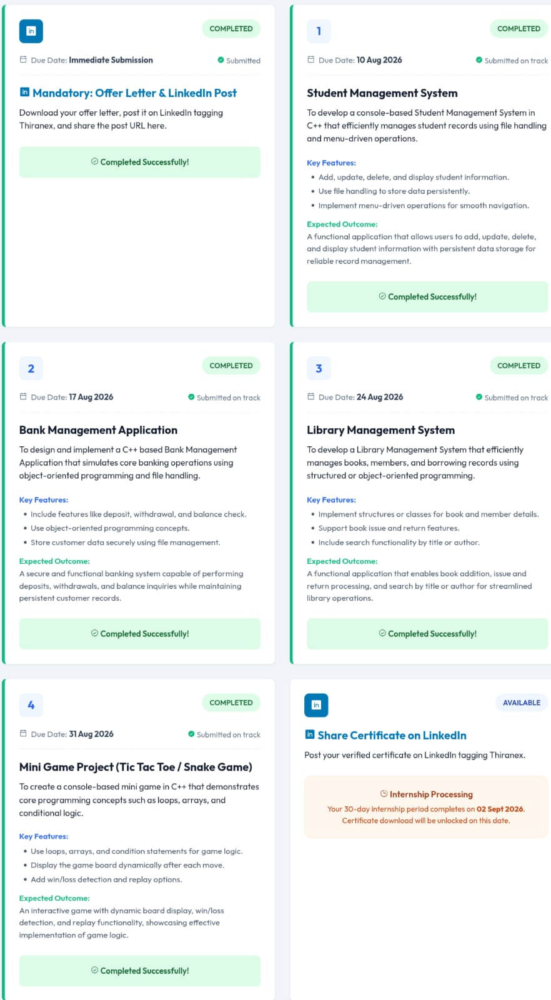 in
COMPLETED
Due Date: Immediate Submission
Submitted
in Mandatory: Offer Letter & LinkedIn Post
Download your offer letter, post it on LinkedIn tagging
Thiranex, and share the post URL here.
Completed Successfully!
1
COMPLETED
Due Date: 10 Aug 2026
Submitted on track
Student Management System
To develop a console-based Student Management System in
C++ that efficiently manages student records using file handling
and menu-driven operations.
Key Features:
• Add, update, delete, and display student information.
• Use file handling to store data persistently.
• Implement menu-driven operations for smooth navigation.
Expected Outcome:
A functional application that allows users to add, update, delete,
and display student information with persistent data storage for
reliable record management.
Completed Successfully!
2
COMPLETED
Due Date: 17 Aug 2026
Submitted on track
Bank Management Application
To design and implement a C++ based Bank Management
Application that simulates core banking operations using
object-oriented programming and file handling.
Key Features:
• Include features like deposit, withdrawal, and balance check.
• Use object-oriented programming concepts.
• Store customer data securely using file management.
Expected Outcome:
A secure and functional banking system capable of performing
deposits, withdrawals, and balance inquiries while maintaining
persistent customer records.
Completed Successfully!
3
COMPLETED
Due Date: 24 Aug 2026
Submitted on track
Library Management System
To develop a Library Management System that efficiently
manages books, members, and borrowing records using
structured or object-oriented programming.
Key Features:
• Implement structures or classes for book and member details.
• Support book issue and return features.
• Include search functionality by title or author.
Expected Outcome:
A functional application that enables book addition, issue and
return processing, and search by title or author for streamlined
library operations.
Completed Successfully!
4
COMPLETED
Due Date: 31 Aug 2026
Submitted on track
Mini Game Project (Tic Tac Toe / Snake Game)
To create a console-based mini game in C++ that demonstrates
core programming concepts such as loops, arrays, and
conditional logic.
Key Features:
• Use loops, arrays, and condition statements for game logic.
• Display the game board dynamically after each move.
• Add win/loss detection and replay options.
Expected Outcome:
An interactive game with dynamic board display, win/loss
detection, and replay functionality, showcasing effective
implementation of game logic.
Completed Successfully!
in
AVAILABLE
in Share Certificate on LinkedIn
Post your verified certificate on LinkedIn tagging Thiranex.
Internship Processing
Your 30-day internship period completes on 02 Sept 2026.
Certificate download will be unlocked on this date.